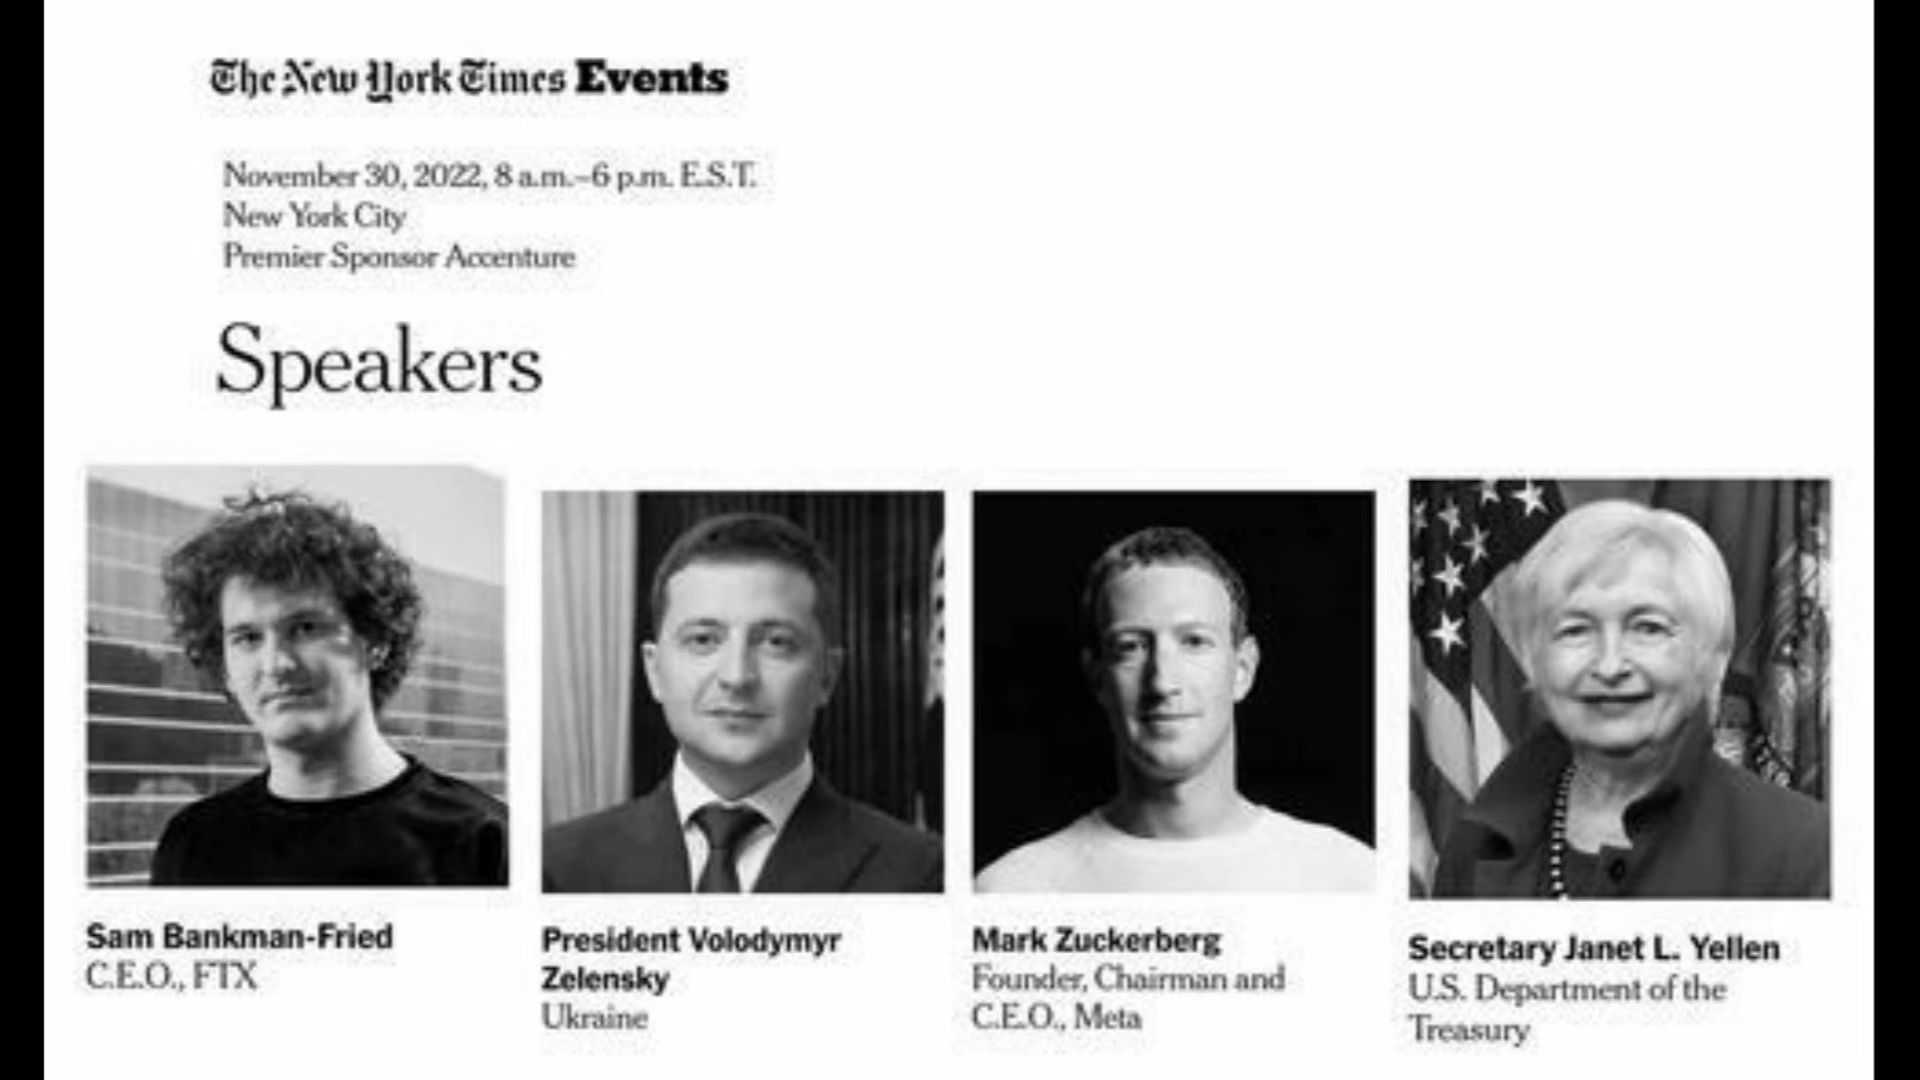 The New York Times Events
November 30, 2022, 8 a.m.–6 p.m. E.S.T.
New York City
Premier Sponsor Accenture
Speakers
Sam Bankman-Fried
C.E.O., FTX
President Volodymyr
Zelensky
Ukraine
Mark Zuckerberg
Founder, Chairman and
C.E.O., Meta
Secretary Janet L. Yellen
U.S. Department of the
Treasury